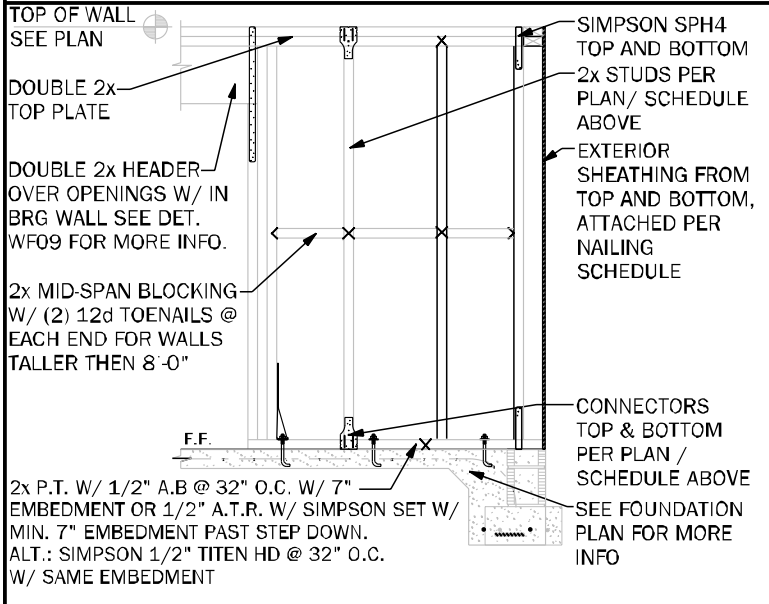 TOP OF WALL
SEE PLAN
DOUBLE 2x
TOP PLATE
DOUBLE 2x HEADER
OVER OPENINGS W/ IN
BRG WALL SEE DET.
WF09 FOR MORE INFO.
2x MID-SPAN BLOCKING
W/ (2) 12d TOENAILS @
EACH END FOR WALLS
TALLER THEN 8'-0"
F.F.
2x P.T. W/ 1/2" A.B @ 32" O.C. W/ 7"
EMBEDMENT OR 1/2" A.T.R. W/ SIMPSON SET W/
MIN. 7" EMBEDMENT PAST STEP DOWN.
ALT.: SIMPSON 1/2" TITEN HD @ 32" O.C.
W/ SAME EMBEDMENT
SIMPSON SPH4
TOP AND BOTTOM
2x STUDS PER
PLAN/ SCHEDULE
ABOVE
EXTERIOR
SHEATHING FROM
TOP AND BOTTOM,
ATTACHED PER
NAILING
SCHEDULE
CONNECTORS
TOP & BOTTOM
PER PLAN /
SCHEDULE ABOVE
SEE FOUNDATION
PLAN FOR MORE
INFO